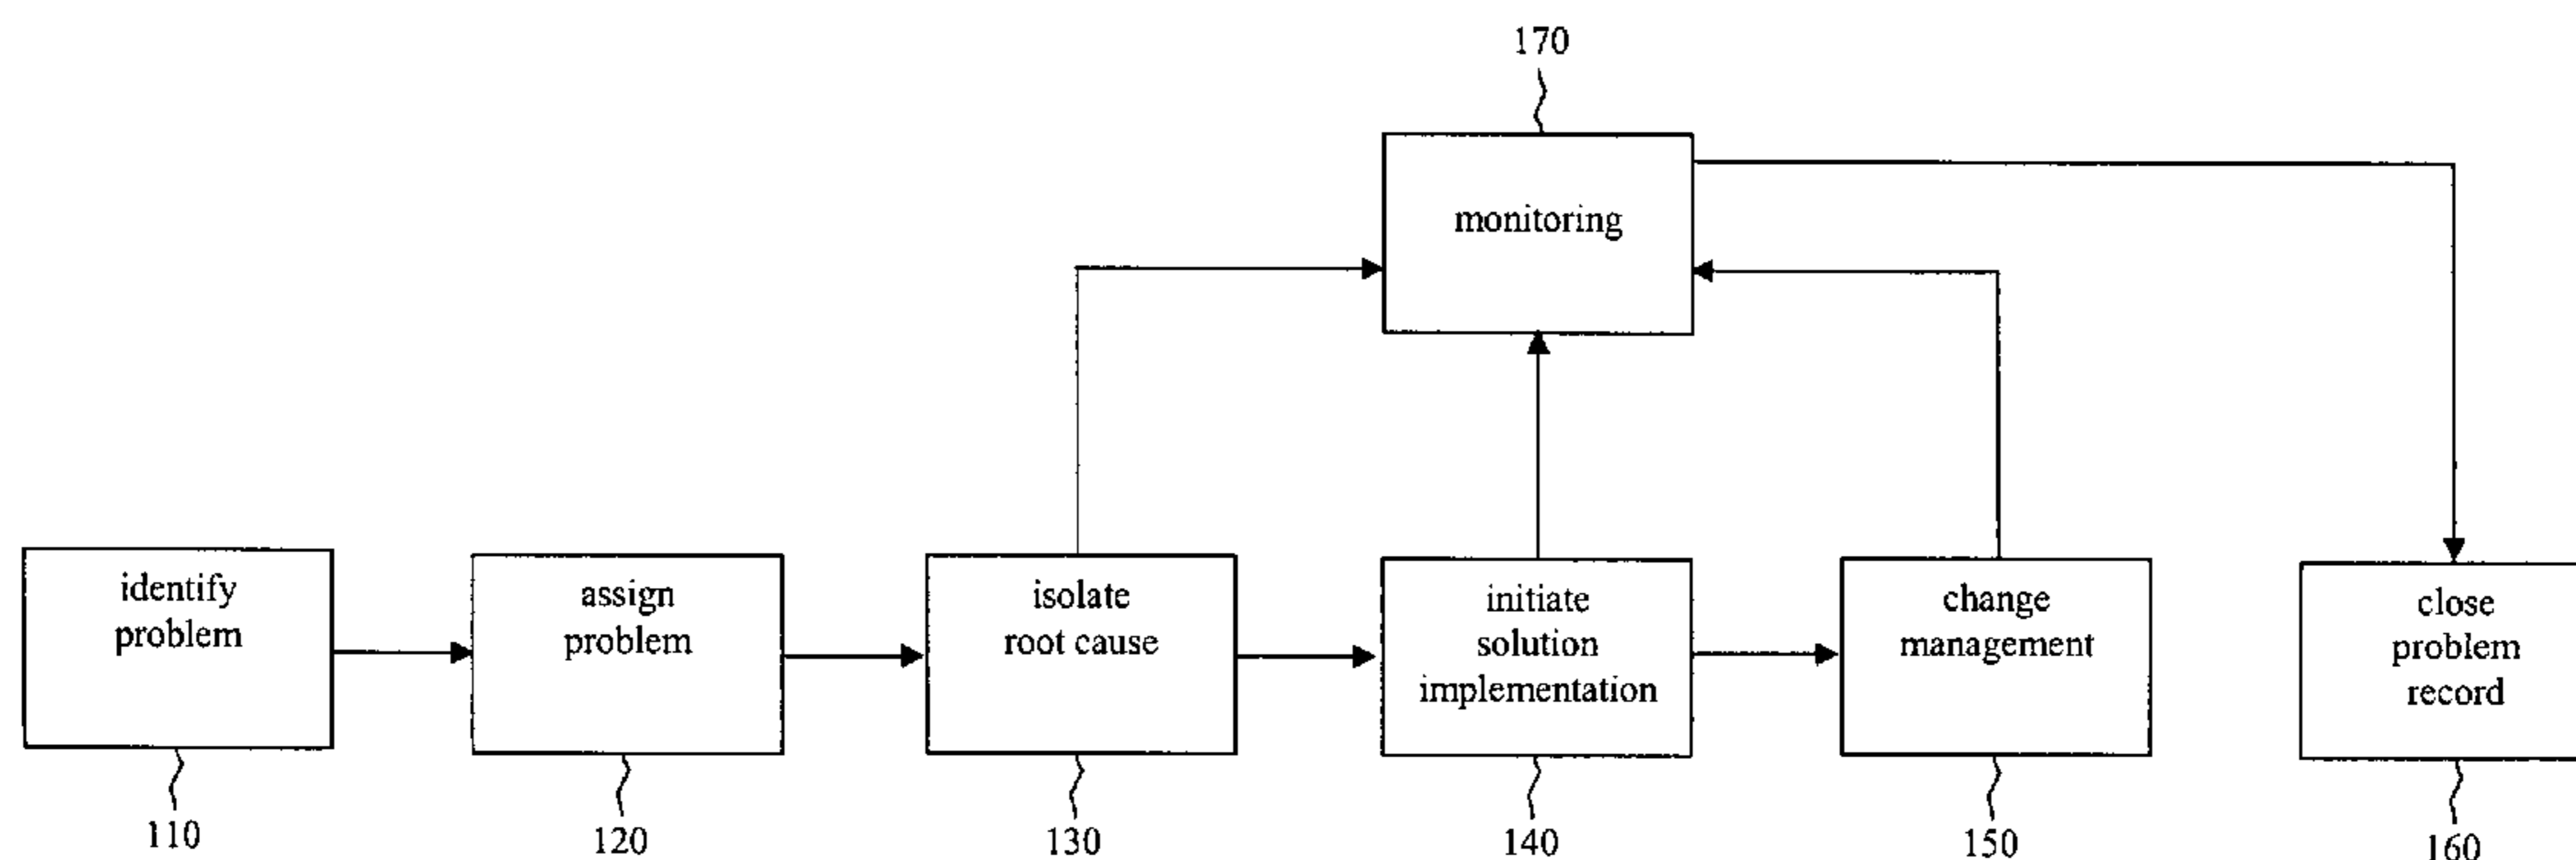 170
monitoring
identify
problem
assign
problem
isolate
root cause
initiate
solution
implementation
change
management
close
problem
record
110
120
130
140
150
160